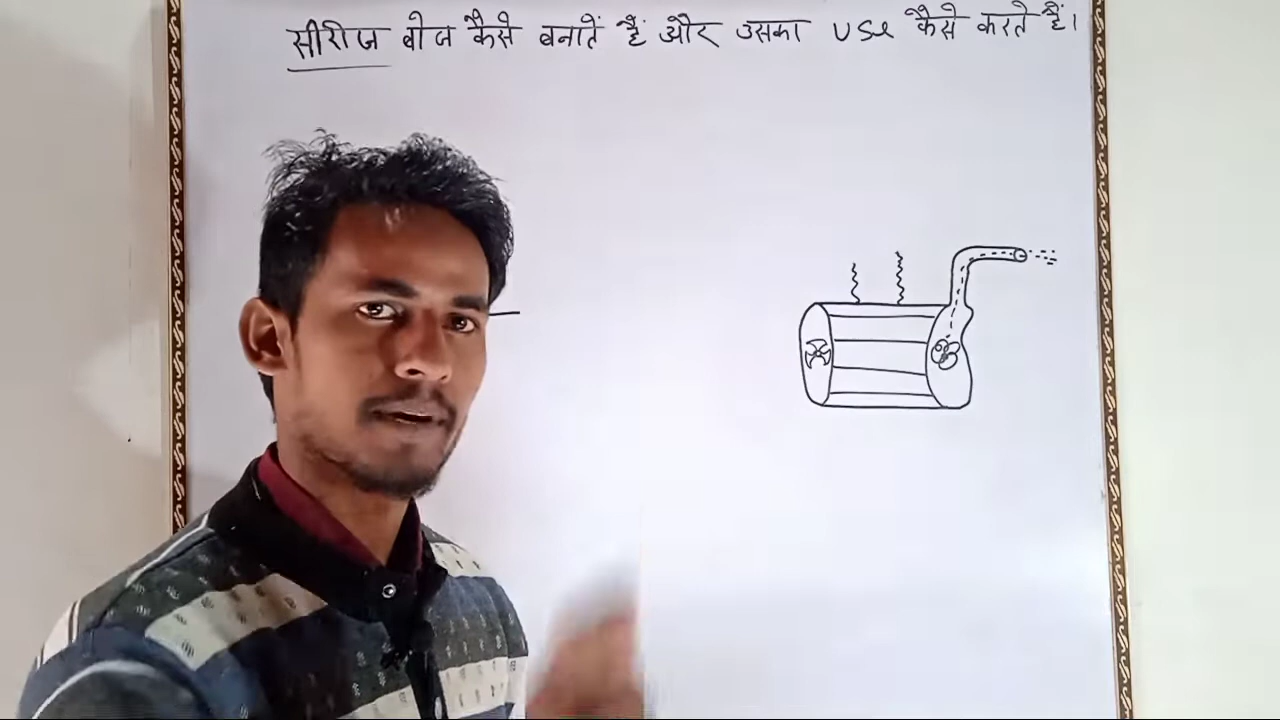 सीरीज बोज कैसे बनातें हैं और उसका use कैसे करते हैं।